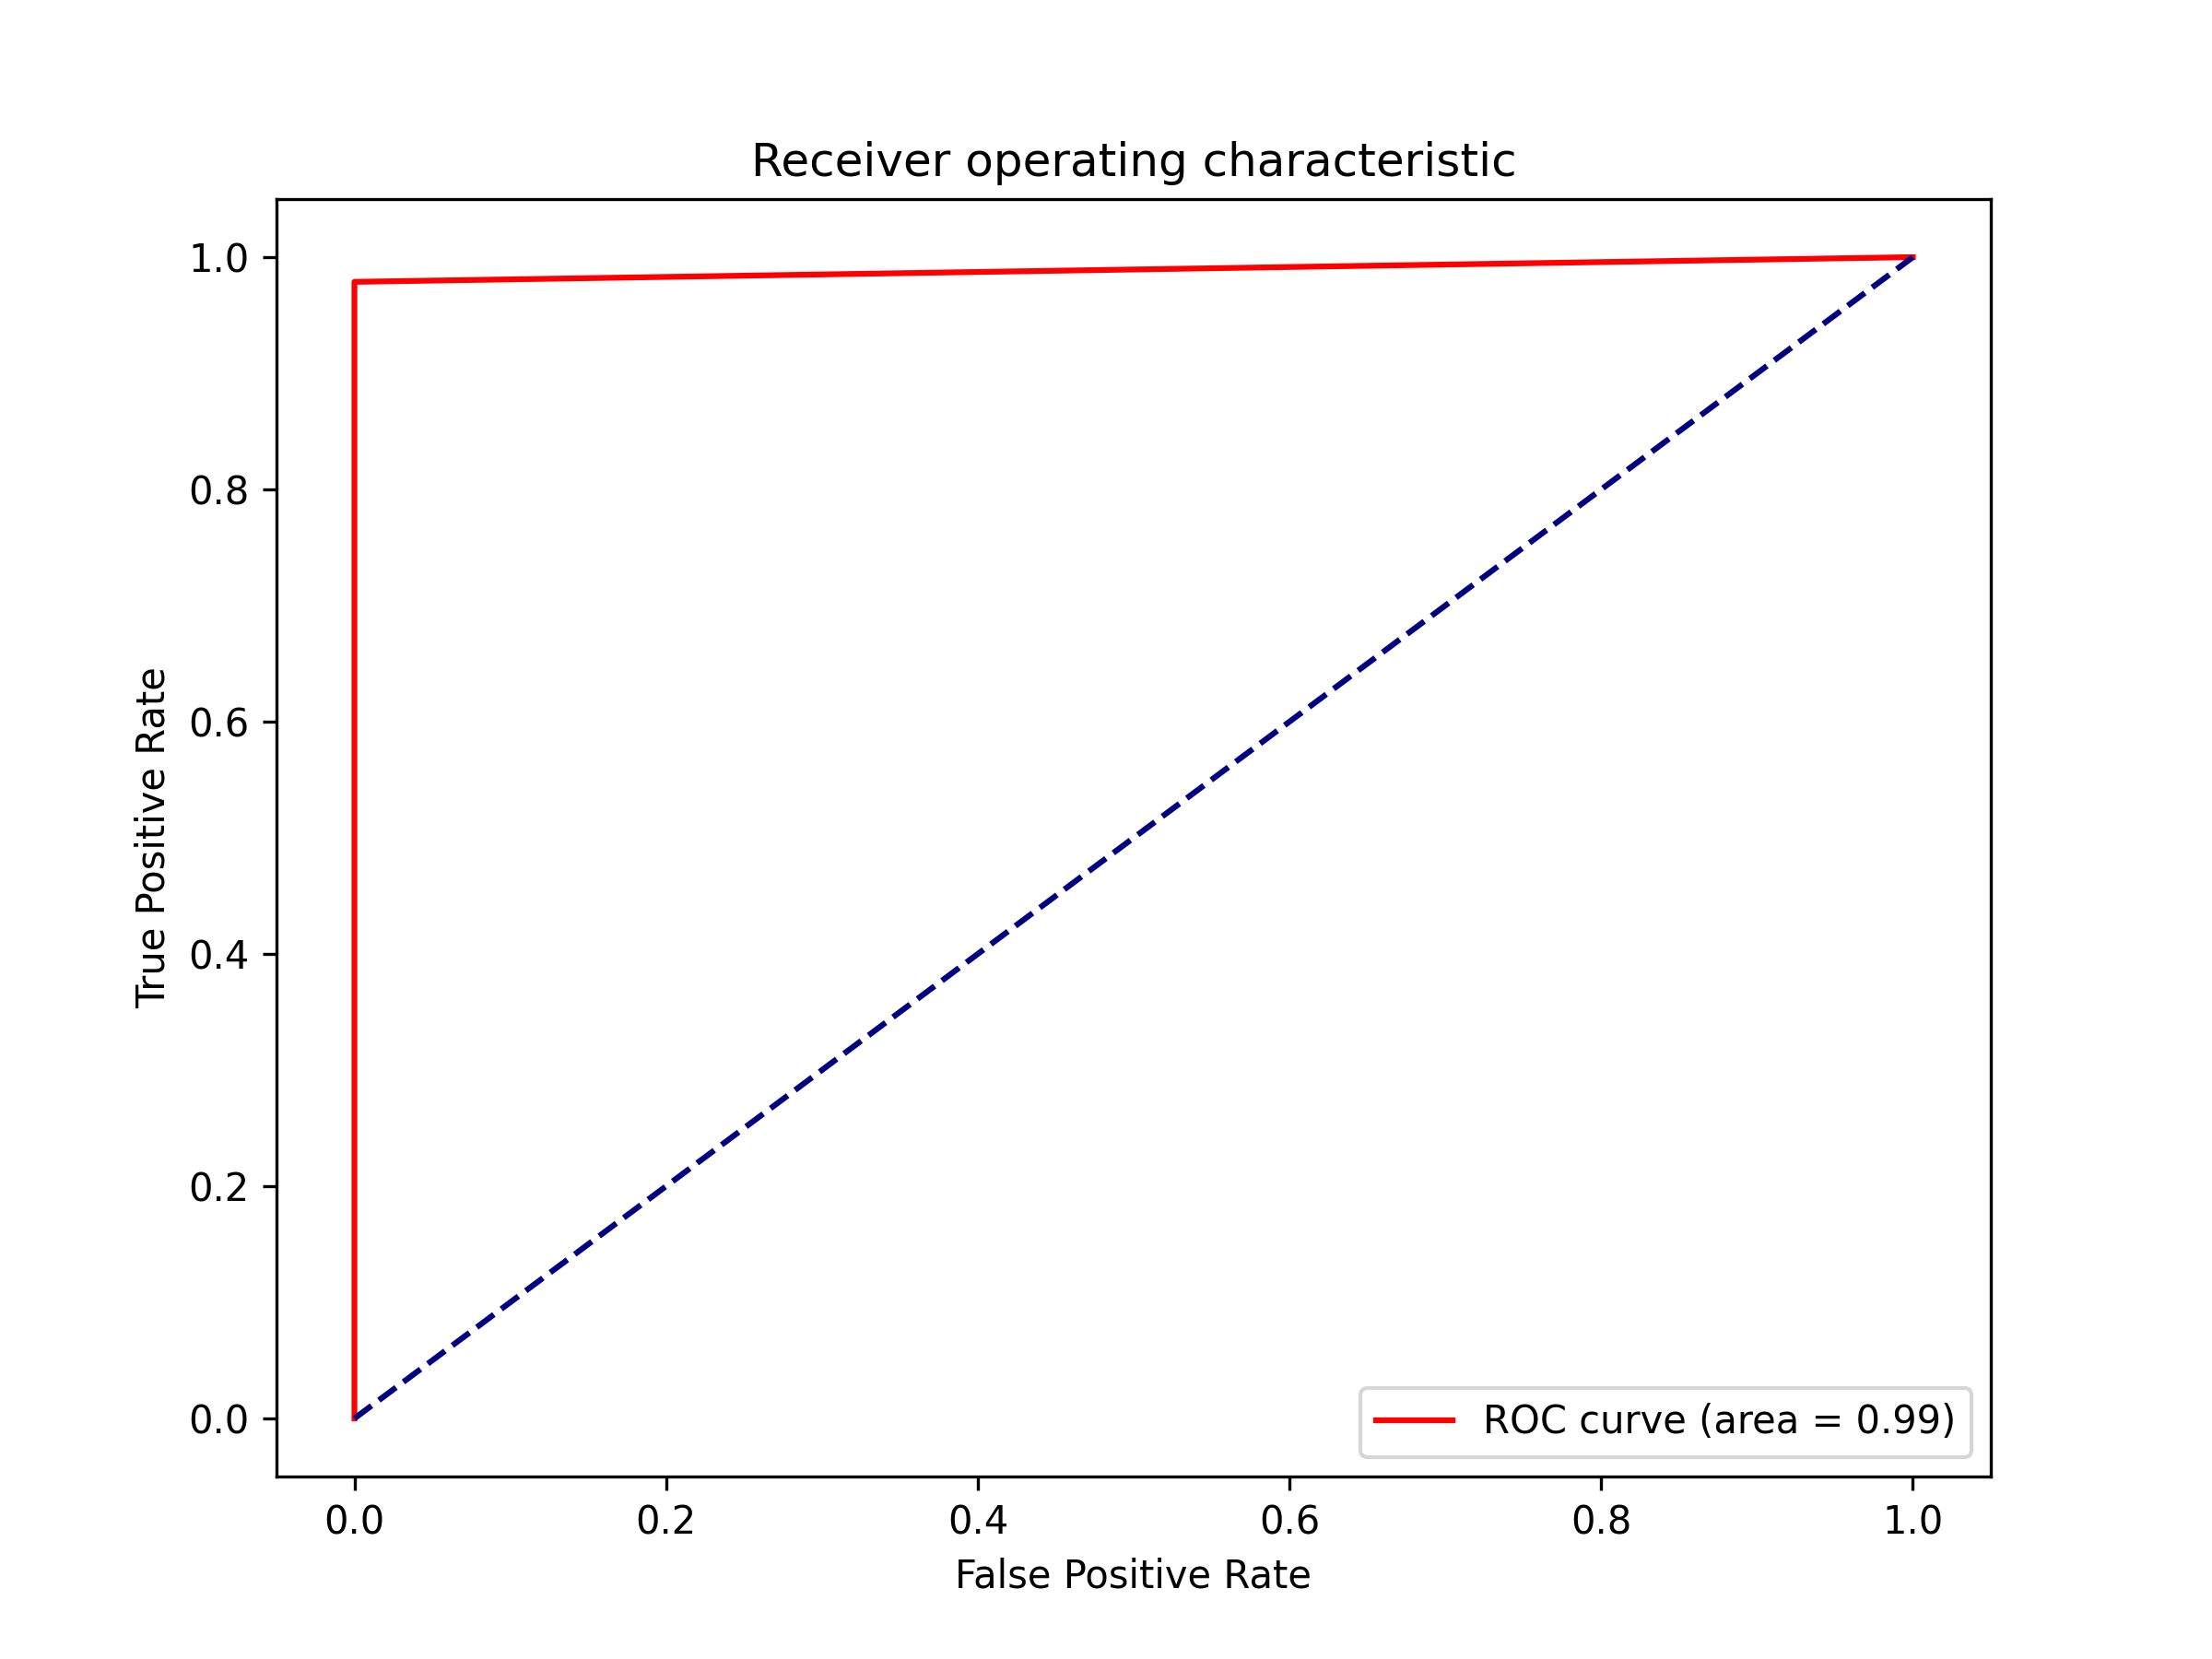 Receiver operating characteristic
True Positive Rate
1.0
0.8
0.6
0.4
0.2
0.0
ROC curve (area = 0.99)
0.0 0.2 0.4 0.6 0.8 1.0
False Positive Rate